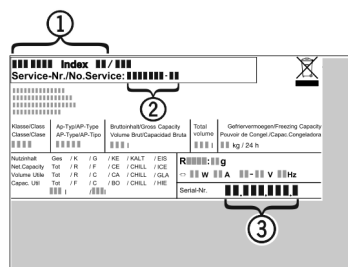 1
Index /
Service-Nr./No.Service: -
2
Klasse/Class Ap-Typ/AP-Type Bruttoinhalt/Gross Capacity Total Gefriervermoegen/Freezing Capacity
Classe/Clase AP-Type/AP-Tipo Volume Brut/Capacidad Bruta volume Pouvoir de Congel./Capac.Congeladora
l l kg / 24 h
Nutzinhalt Ges / K / G / KE / KALT / EIS
Net.Capacity Tot / R / F / CE / CHILL / ICE
Volume Utile Tot / R / C / CA / CHILL / GLA
Capac. Util Tot / F / C / BO / CHILL / HIE
l / l
R : g
W A - V Hz
Serial-Nr. , , ,
3